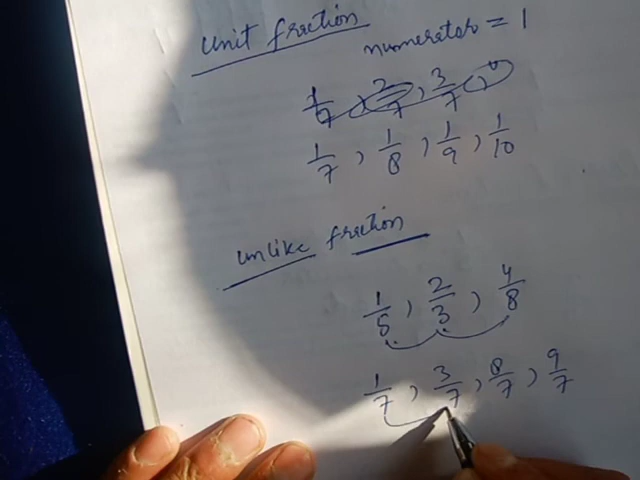 Unit fraction
numerator = 1
1/7, 2/7, 3/7,
1/7, 1/8, 1/9, 1/10
unlike fraction
1/5, 2/3, 4/8
1/7, 3/7, 8/7, 9/7